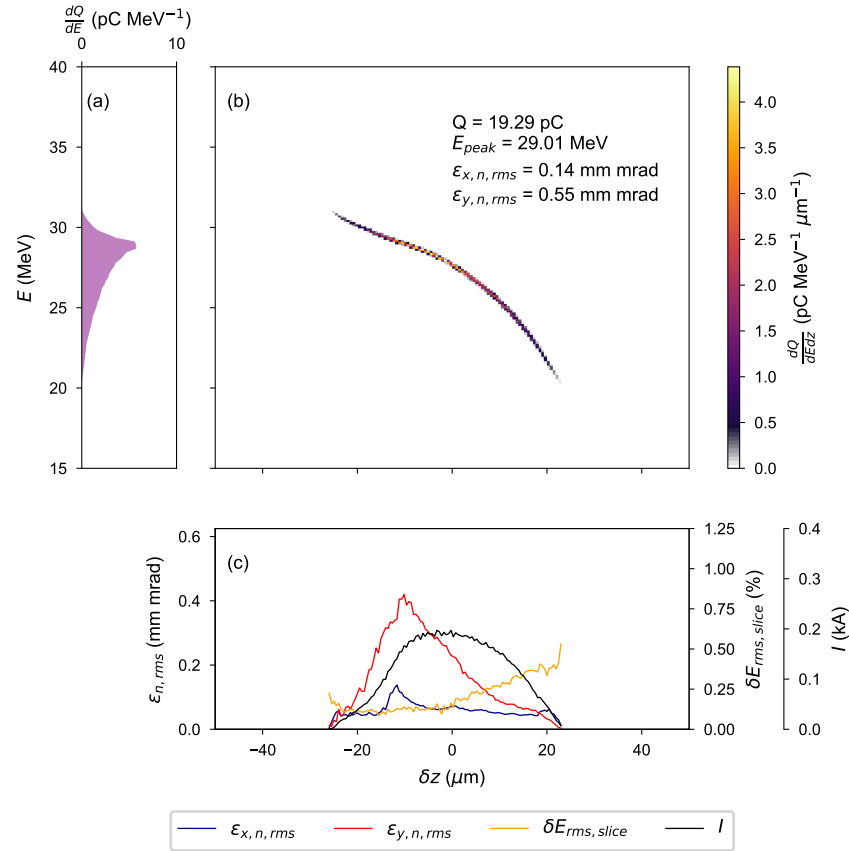 dQ/dE (pC MeV⁻¹)
0 10
(a)
40
35
30
25
20
15
E (MeV)
(b)
Q = 19.29 pC
E_peak = 29.01 MeV
ε_x,n,rms = 0.14 mm mrad
ε_y,n,rms = 0.55 mm mrad
4.0
3.5
3.0
2.5
2.0
1.5
1.0
0.5
0.0
dQ/dEdz (pC MeV⁻¹ μm⁻¹)
(c)
0.6
0.4
0.2
0.0
ε_n,rms (mm mrad)
1.25
1.00
0.75
0.50
0.25
0.00
δE_rms,slice (%)
0.4
0.3
0.2
0.1
0.0
I (kA)
−40 −20 0 20 40
δz (μm)
ε_x,n,rms ε_y,n,rms δE_rms,slice I